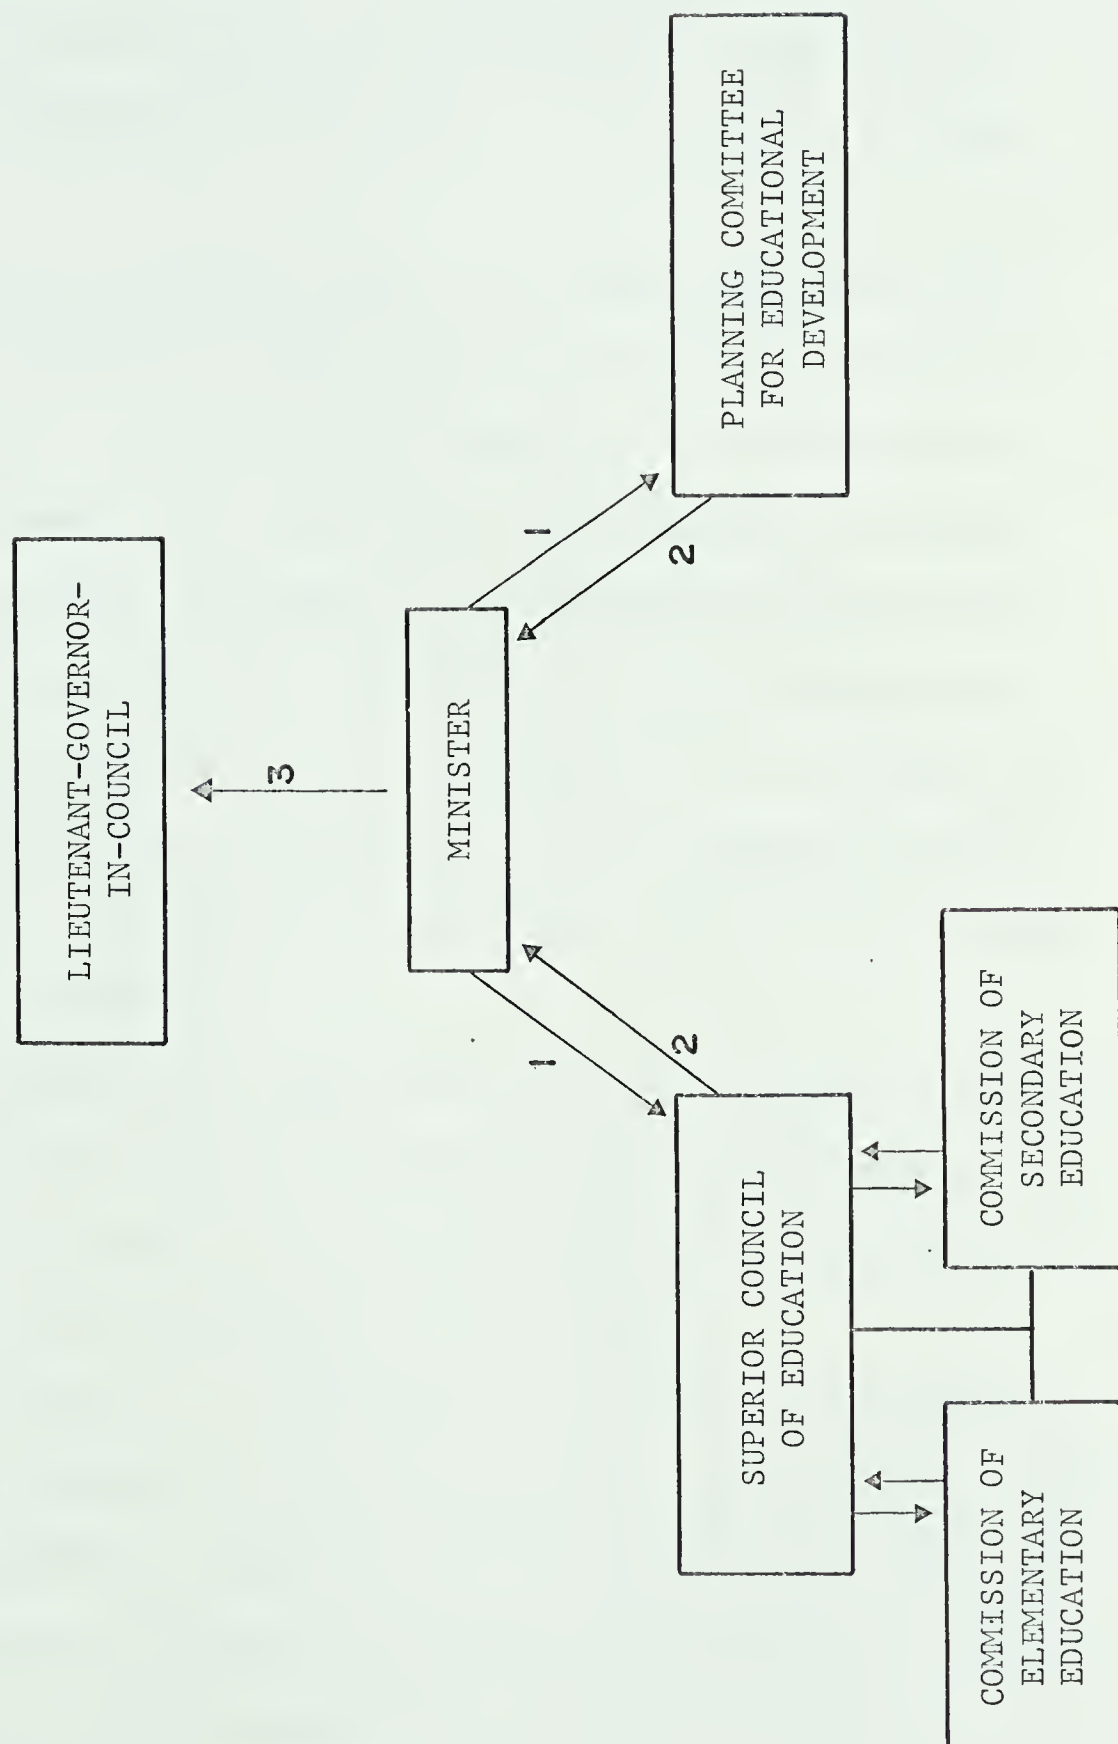 LIEUTENANT-GOVERNOR-
IN-COUNCIL
3
MINISTER
1
1
2
2
SUPERIOR COUNCIL
OF EDUCATION
PLANNING COMMITTEE
FOR EDUCATIONAL
DEVELOPMENT
COMMISSION OF
ELEMENTARY
EDUCATION
COMMISSION OF
SECONDARY
EDUCATION